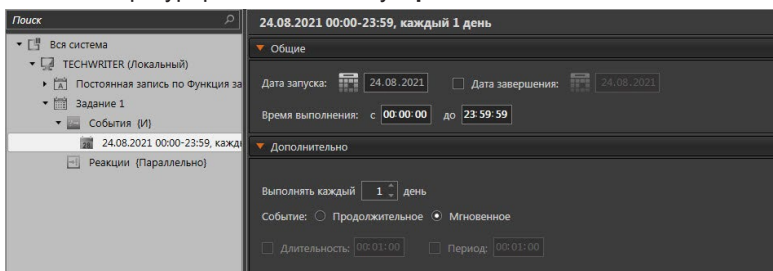 Поиск
Вся система
TECHWRITER (Локальный)
Постоянная запись по Функция за
Задание 1
События {И}
24.08.2021 00:00-23:59, кажд
Реакции {Параллельно}
24.08.2021 00:00-23:59, каждый 1 день
Общие
Дата запуска: 24.08.2021 Дата завершения: 24.08.2021
Время выполнения: с 00:00:00 до 23:59:59
Дополнительно
Выполнять каждый 1 день
Событие: Продолжительное Мгновенное
Длительность: 00:01:00 Период: 00:01:00